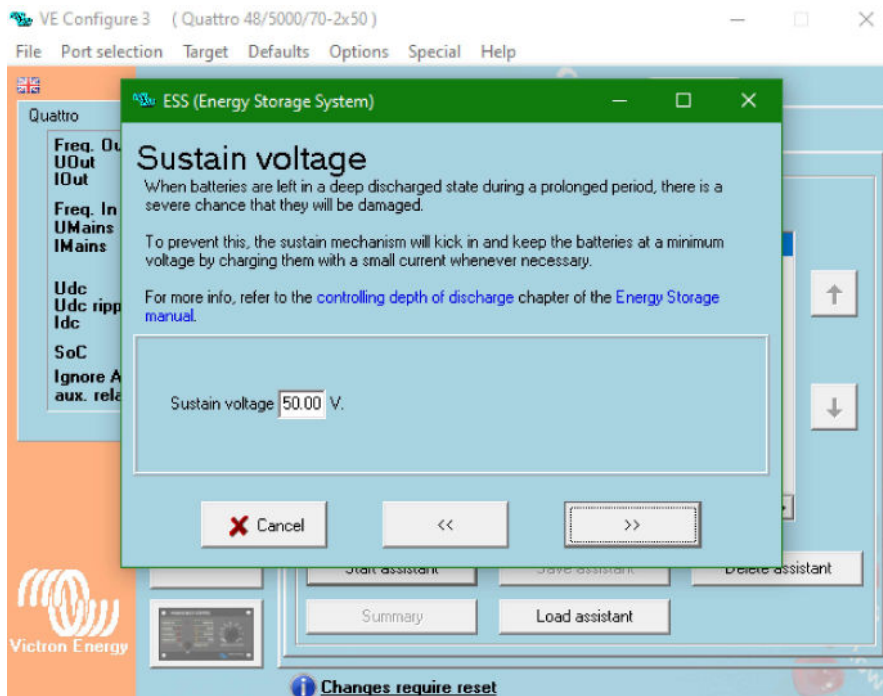 VE Configure 3 ( Quattro 48/5000/70-2x50 )
File Port selection Target Defaults Options Special Help
ESS (Energy Storage System)
Quattro
Freq. Ou
UOut
IOut
Freq. In
UMains
IMains
Udc
Udc ripp
Idc
SoC
Ignore A
aux. rela
Sustain voltage
When batteries are left in a deep discharged state during a prolonged period, there is a
severe chance that they will be damaged.
To prevent this, the sustain mechanism will kick in and keep the batteries at a minimum
voltage by charging them with a small current whenever necessary.
For more info, refer to the controlling depth of discharge chapter of the Energy Storage
manual.
Sustain voltage 50.00 V.
Cancel << >>
Start assistant Save assistant Delete assistant
Summary Load assistant
Victron Energy
Changes require reset